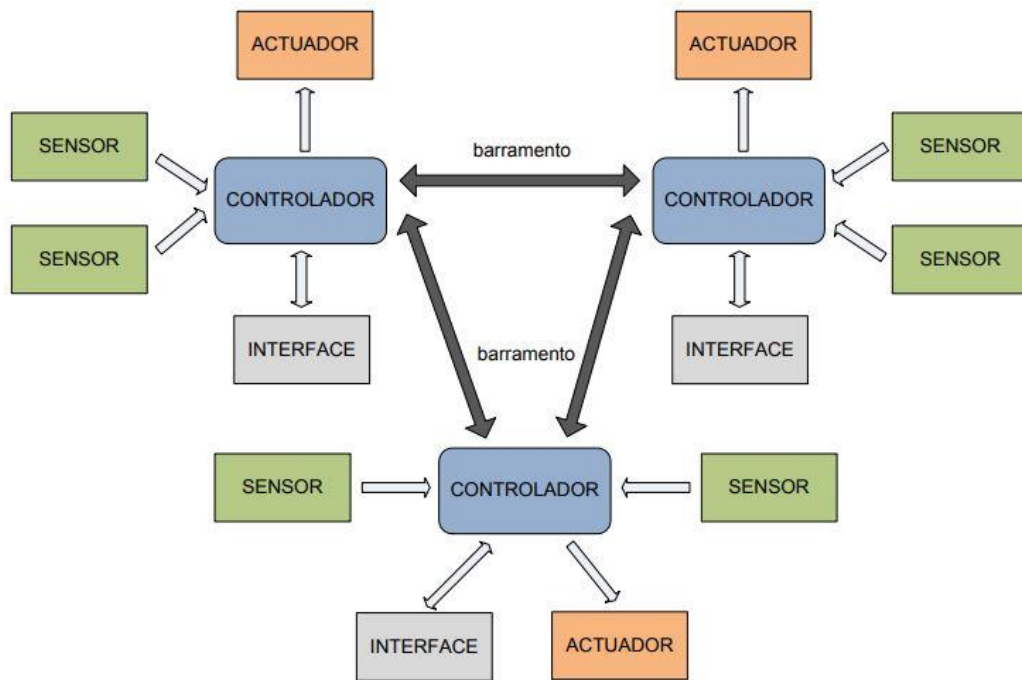 ACTUADOR
ACTUADOR
SENSOR
SENSOR
barramento
CONTROLADOR
CONTROLADOR
SENSOR
SENSOR
INTERFACE
INTERFACE
barramento
SENSOR
CONTROLADOR
SENSOR
INTERFACE
ACTUADOR